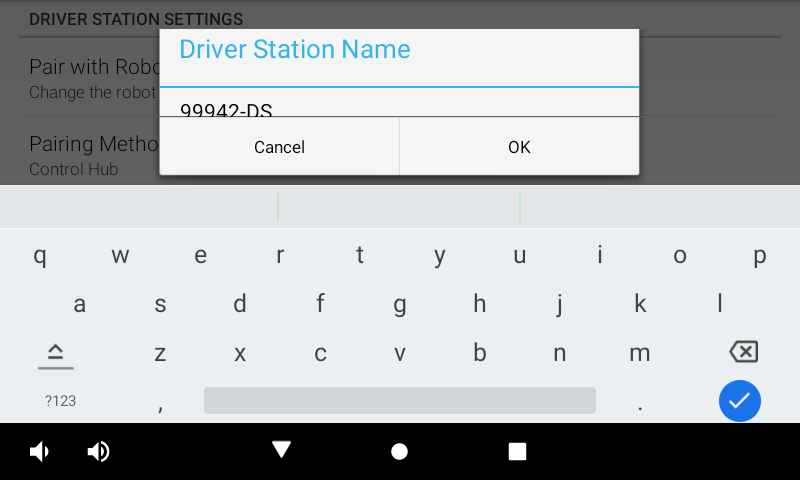 DRIVER STATION SETTINGS
Driver Station Name
Pair with Robo
Change the robot
99942-DS
Pairing Metho
Control Hub
Cancel
OK
q w e r t y u i o p
a s d f g h j k l
z x c v b n m
?123 , .